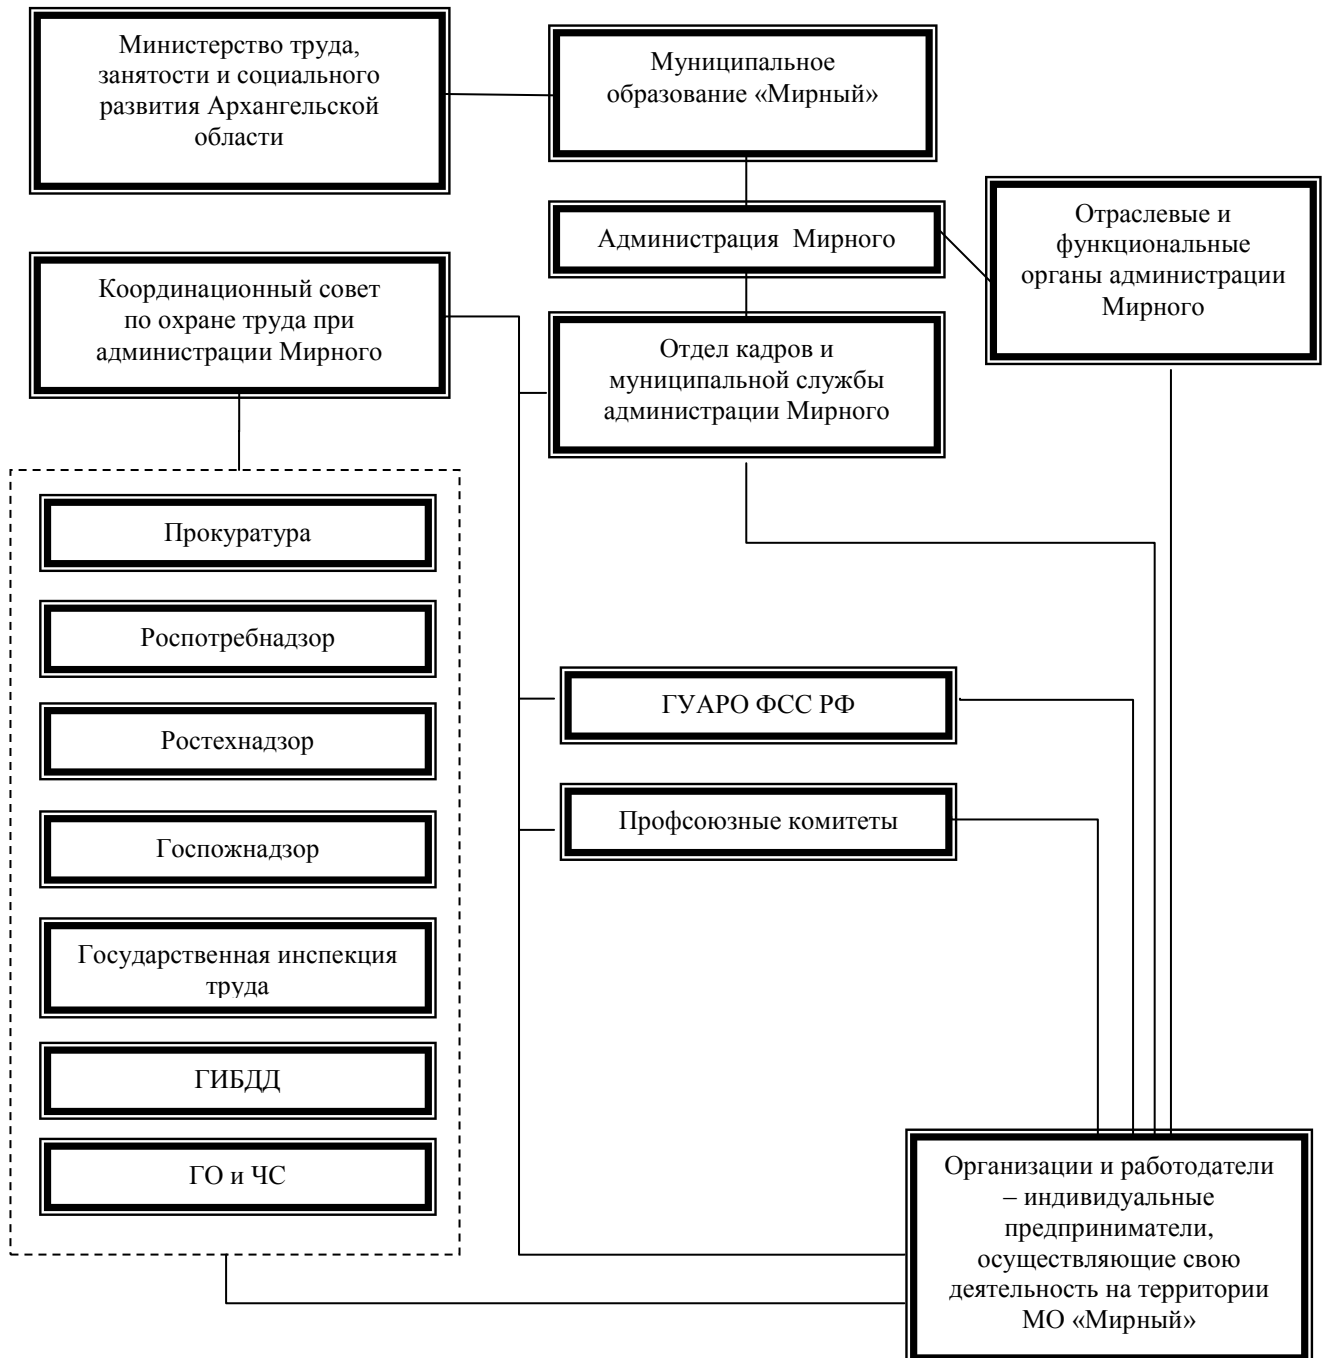 Министерство труда,
занятости и социального
развития Архангельской
области
Муниципальное
образование «Мирный»
Администрация Мирного
Отраслевые и
функциональные
органы администрации
Мирного
Координационный совет
по охране труда при
администрации Мирного
Отдел кадров и
муниципальной службы
администрации Мирного
Прокуратура
Роспотребнадзор
Ростехнадзор
Госпожнадзор
Государственная инспекция
труда
ГИБДД
ГО и ЧС
ГУАРО ФСС РФ
Профсоюзные комитеты
Организации и работодатели
– индивидуальные
предприниматели,
осуществляющие свою
деятельность на территории
МО «Мирный»